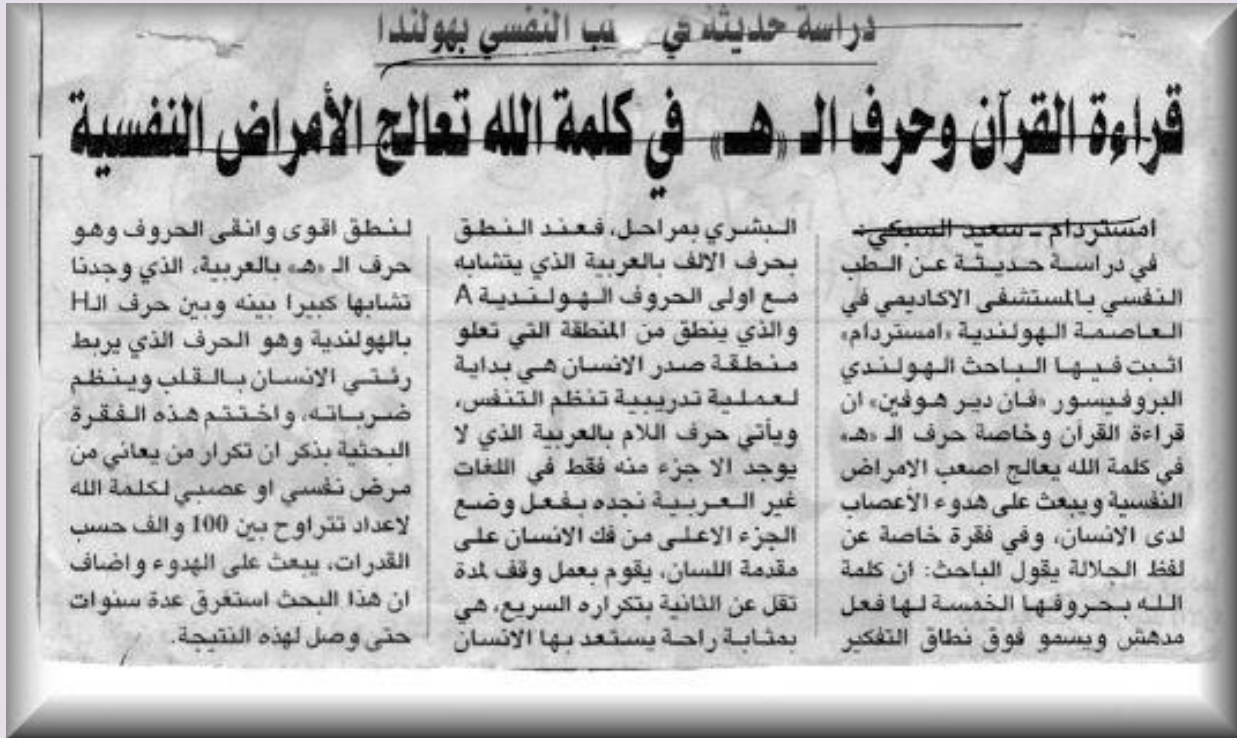 دراسة حديثة في النفسي بهولندا
قراءة القرآن وحرف الـ «هـ» في كلمة الله تعالج الأمراض النفسية
امستردام ـ سعيد السبكي:
في دراسة حديثة عن الطب
النفسي بالمستشفى الاكاديمي في
العاصمة الهولندية «امستردام»
اثبت فيها الباحث الهولندي
البروفيسور «فان دير هوفين» ان
قراءة القرآن وخاصة حرف الـ «هـ»
في كلمة الله يعالج اصعب الامراض
النفسية ويبعث على هدوء الأعصاب
لدى الانسان، وفي فقرة خاصة عن
لفظ الجلالة يقول الباحث: ان كلمة
الله بحروفها الخمسة لها فعل
مدهش ويسمو فوق نطاق التفكير
البشري بمراحل، فعند النطق
بحرف الالف بالعربية الذي يتشابه
مع اولى الحروف الهولندية A
والذي ينطق من المنطقة التي تعلو
منطقة صدر الانسان هي بداية
لعملية تدريبية تنظم التنفس،
ويأتي حرف اللام بالعربية الذي لا
يوجد الا جزء منه فقط في اللغات
غير العربية نجده بفعل وضع
الجزء الاعلى من فك الانسان على
مقدمة اللسان، يقوم بعمل وقف لمدة
تقل عن الثانية بتكراره السريع، هي
بمثابة راحة يستعد بها الانسان
لنطق اقوى وانقى الحروف وهو
حرف الـ «هـ» بالعربية، الذي وجدنا
تشابها كبيرا بينه وبين حرف الـH
بالهولندية وهو الحرف الذي يربط
رئتي الانسان بالقلب وينظم
ضرباته، واختتم هذه الفقرة
البحثية بذكر ان تكرار من يعاني من
مرض نفسي او عصبي لكلمة الله
لاعداد تتراوح بين 100 والف حسب
القدرات، يبعث على الهدوء واضاف
ان هذا البحث استغرق عدة سنوات
حتى وصل لهذه النتيجة.